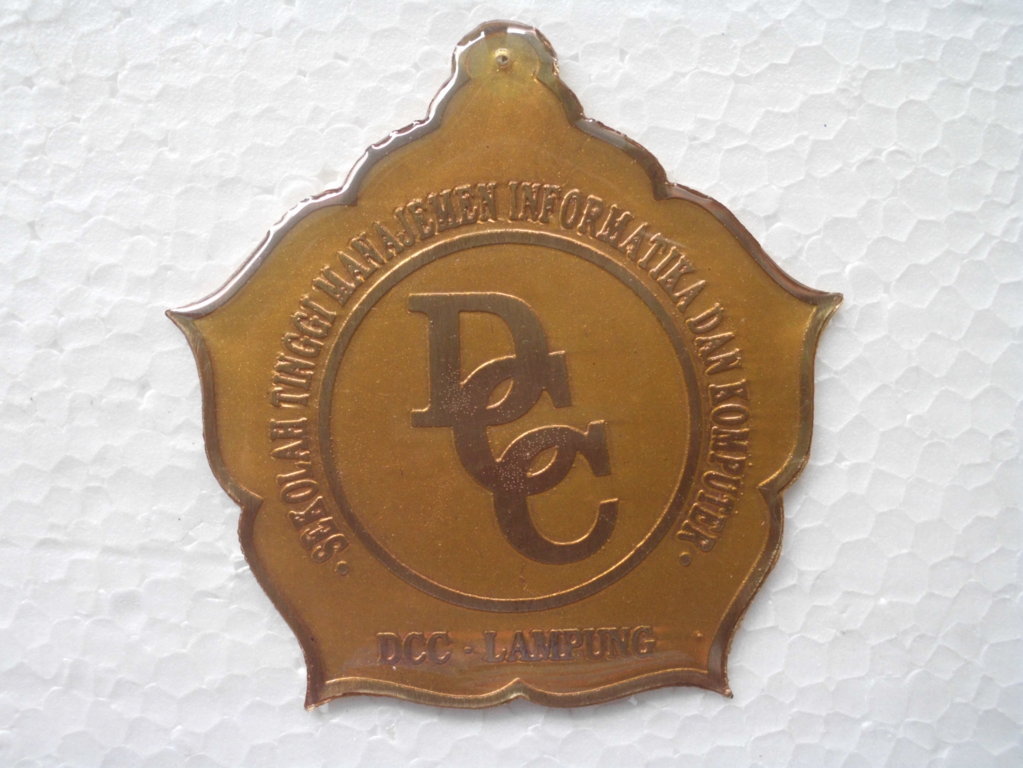 · SEKOLAH TINGGI MANAJEMEN INFORMATIKA DAN KOMPUTER ·
DCC
DCC · LAMPUNG